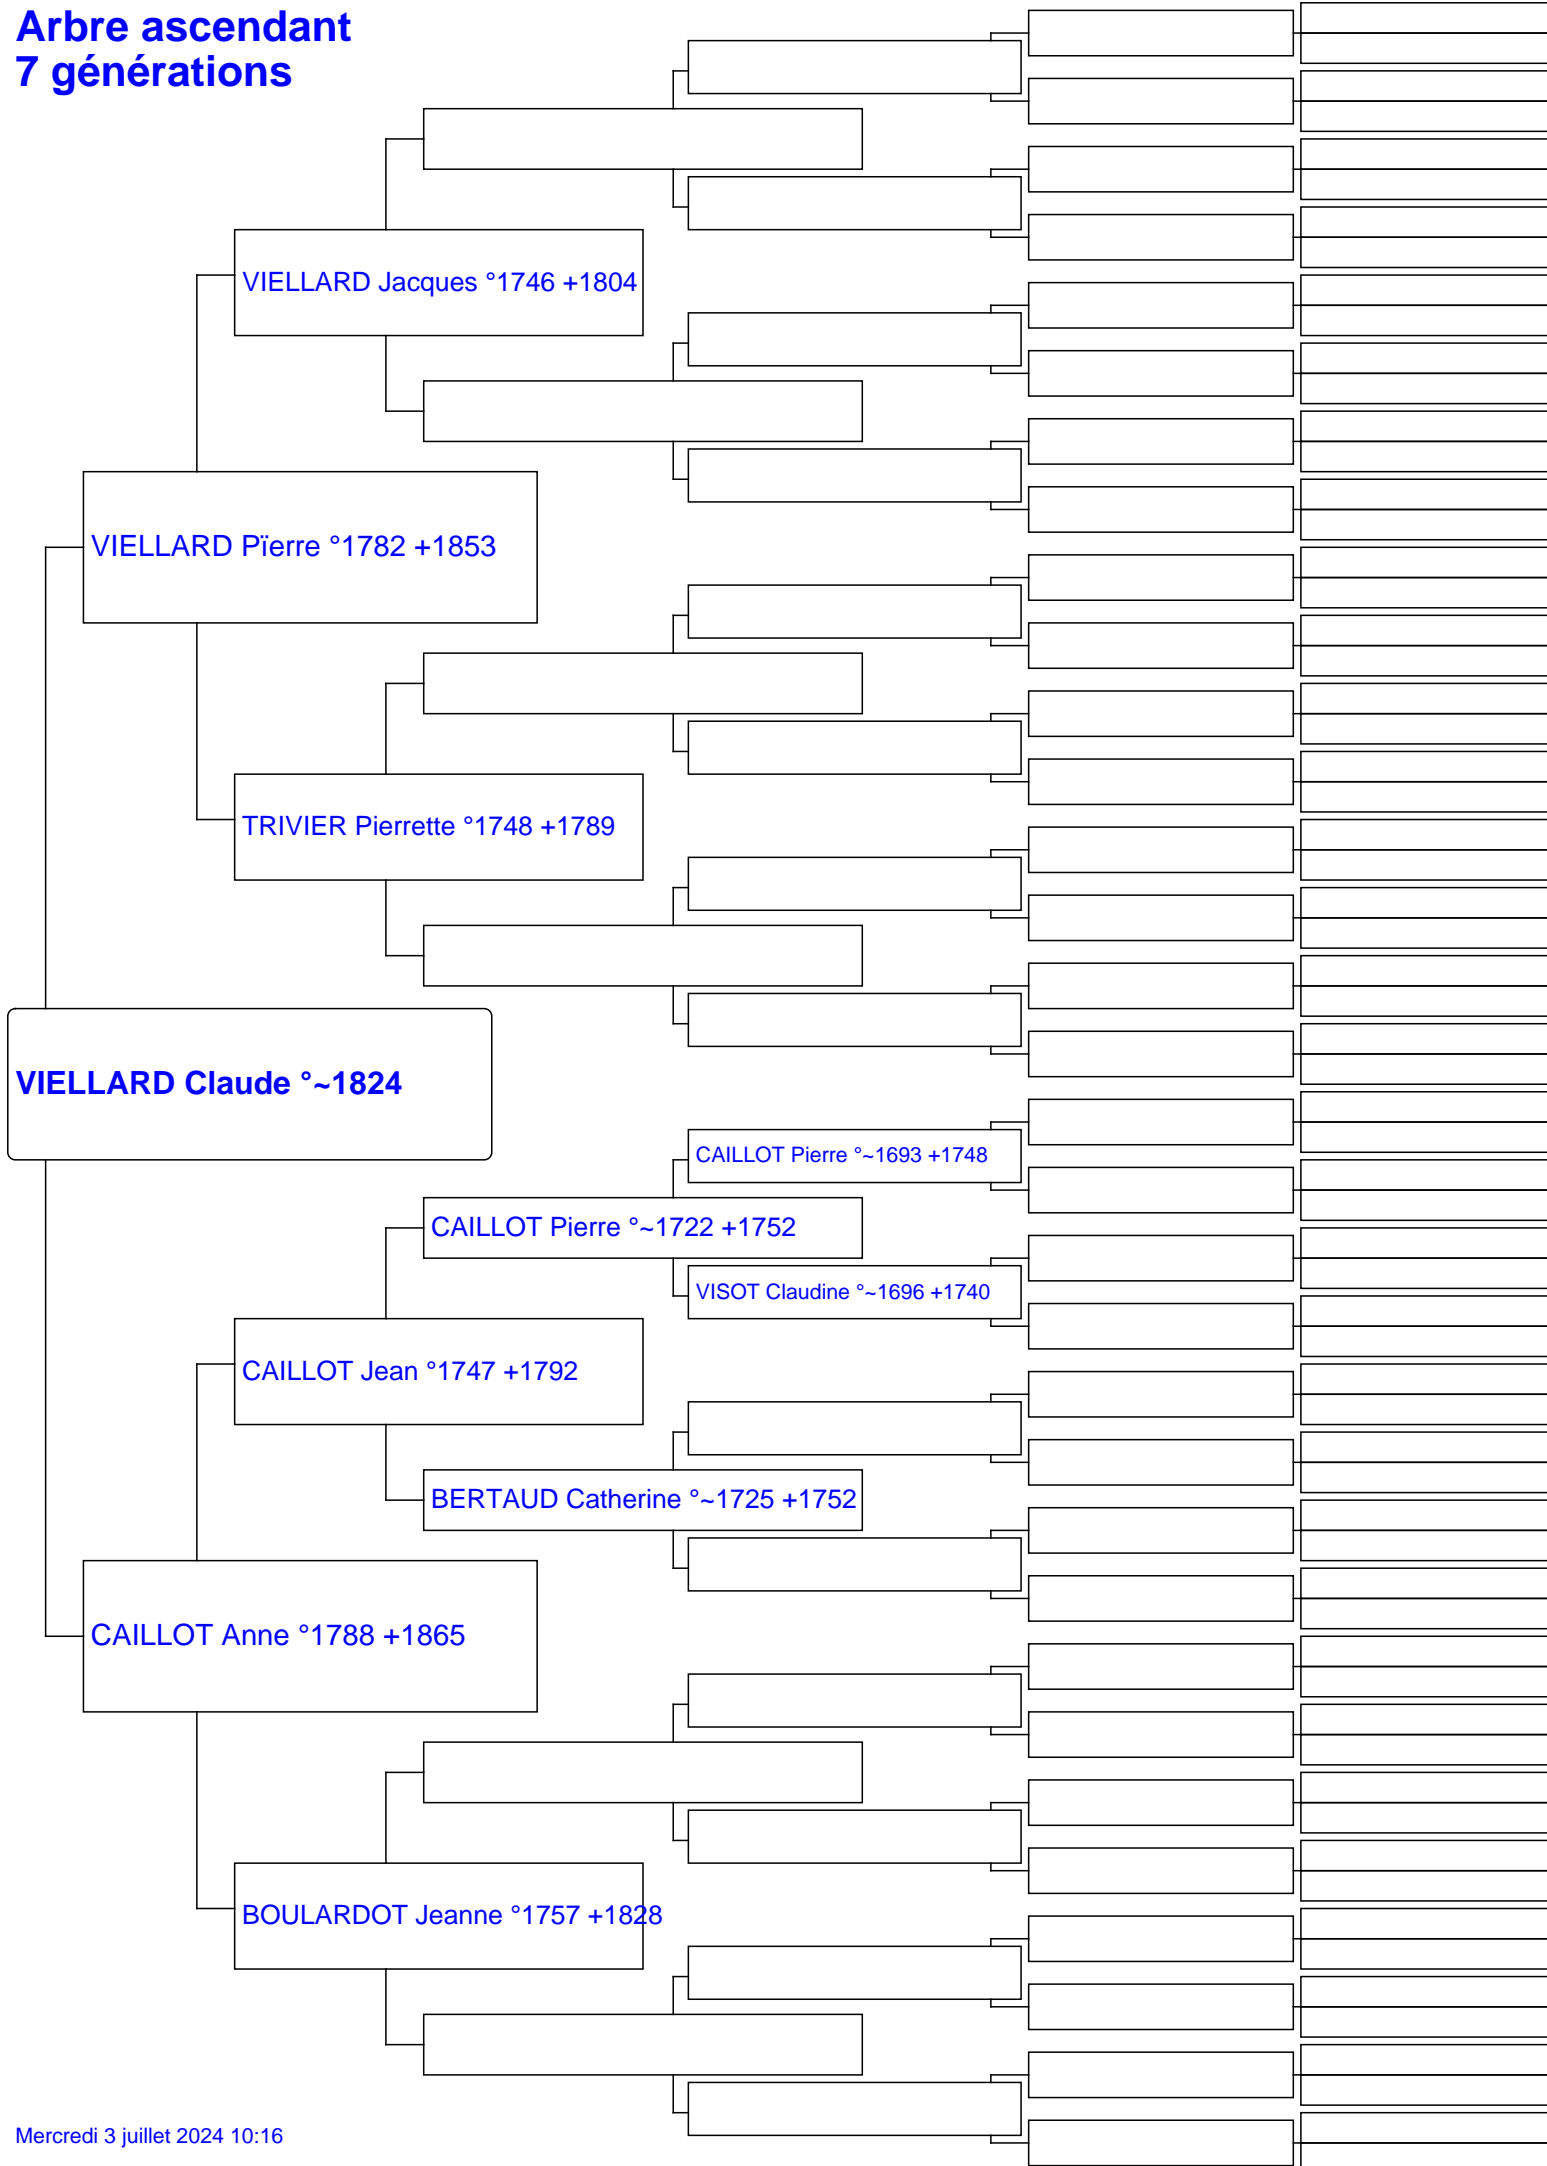 Arbre ascendant
7 générations
VIELLARD Jacques °1746 +1804
VIELLARD Pïerre °1782 +1853
TRIVIER Pierrette °1748 +1789
VIELLARD Claude °~1824
CAILLOT Pierre °~1693 +1748
CAILLOT Pierre °~1722 +1752
VISOT Claudine °~1696 +1740
CAILLOT Jean °1747 +1792
BERTAUD Catherine °~1725 +1752
CAILLOT Anne °1788 +1865
BOULARDOT Jeanne °1757 +1828
Mercredi 3 juillet 2024 10:16